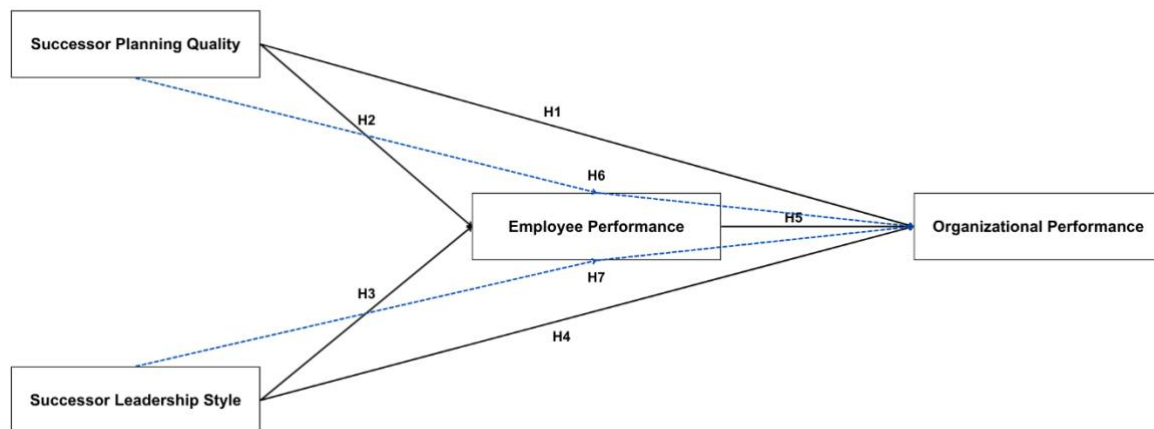 Successor Planning Quality
H1
H2
H6
Employee Performance
H5
Organizational Performance
H7
H3
H4
Successor Leadership Style